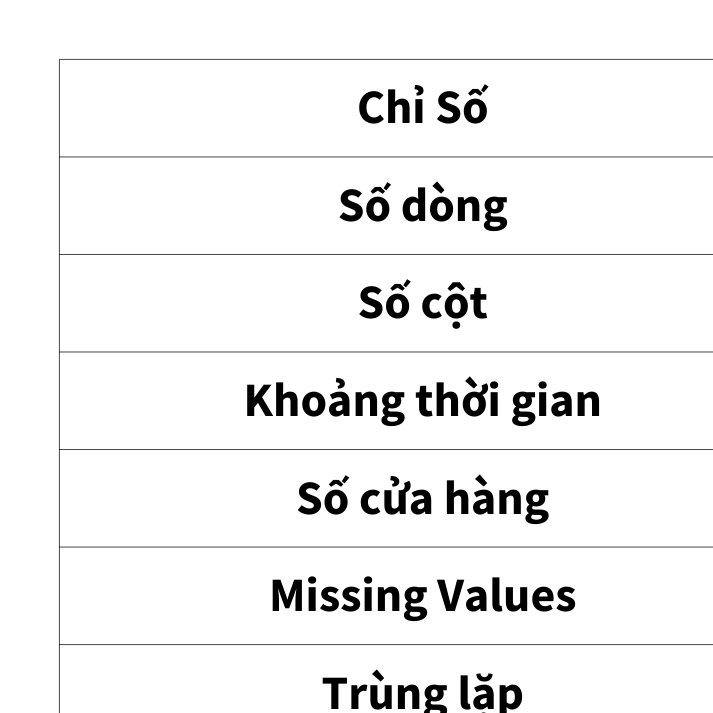 Chỉ Số
Số dòng
Số cột
Khoảng thời gian
Số cửa hàng
Missing Values
Trùng lặp